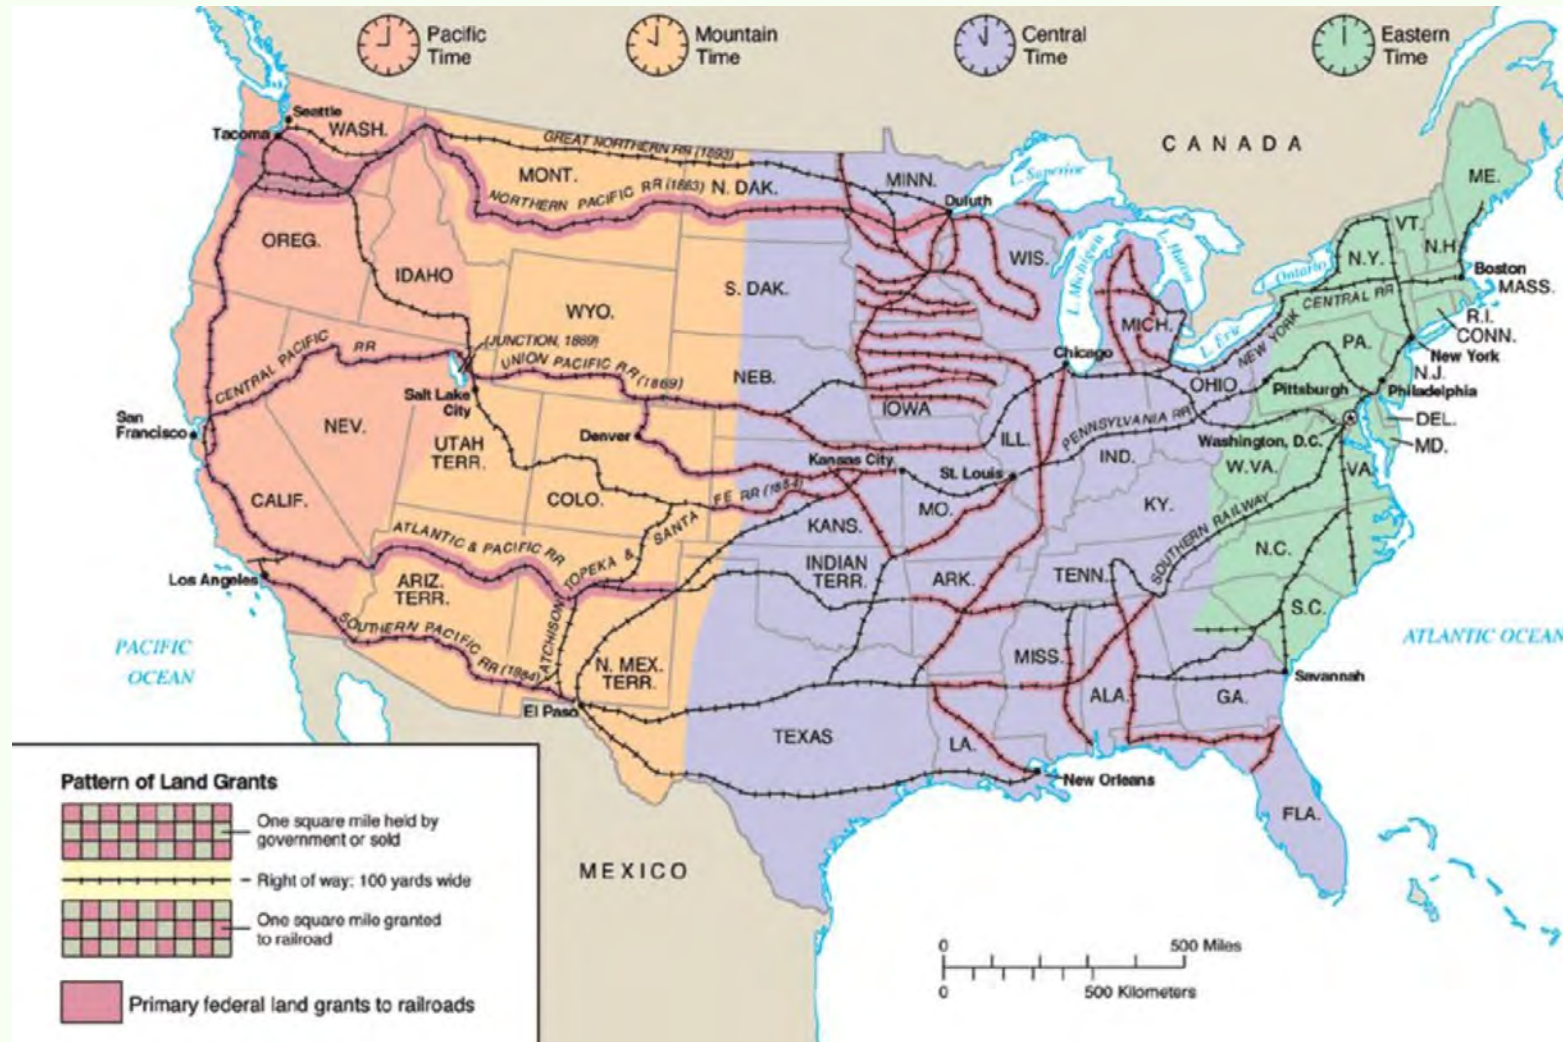 Pacific
Time
Mountain
Time
Central
Time
Eastern
Time
CANADA
Seattle
Tacoma
WASH.
GREAT NORTHERN RR (1893)
MONT.
NORTHERN PACIFIC RR (1883)
N. DAK.
MINN.
L. Superior
Duluth
ME.
VT.
N.H.
N.Y.
OREG.
IDAHO
WYO.
S. DAK.
WIS.
L. Michigan
L. Huron
L. Ontario
Boston
MASS.
NEW YORK CENTRAL RR
R.I.
CONN.
MICH.
L. Erie
PA.
New York
N.J.
CENTRAL PACIFIC RR
(JUNCTION, 1869)
UNION PACIFIC RR (1869)
Salt Lake
City
NEB.
Chicago
OHIO
Pittsburgh
Philadelphia
San
Francisco
NEV.
UTAH
TERR.
Denver
IOWA
ILL.
PENNSYLVANIA RR
Washington, D.C.
DEL.
MD.
Kansas City
St. Louis
IND.
W.VA.
VA.
CALIF.
COLO.
ATCHISON, TOPEKA & SANTA FE RR (1884)
KANS.
MO.
KY.
SOUTHERN RAILWAY
ATLANTIC & PACIFIC RR
N.C.
Los Angeles
ARIZ.
TERR.
INDIAN
TERR.
ARK.
TENN.
S.C.
PACIFIC
OCEAN
SOUTHERN PACIFIC RR (1884)
N. MEX.
TERR.
MISS.
ATLANTIC OCEAN
El Paso
ALA.
GA.
Savannah
TEXAS
LA.
New Orleans
FLA.
MEXICO
Pattern of Land Grants
One square mile held by
government or sold
Right of way: 100 yards wide
One square mile granted
to railroad
Primary federal land grants to railroads
0
500 Miles
0
500 Kilometers